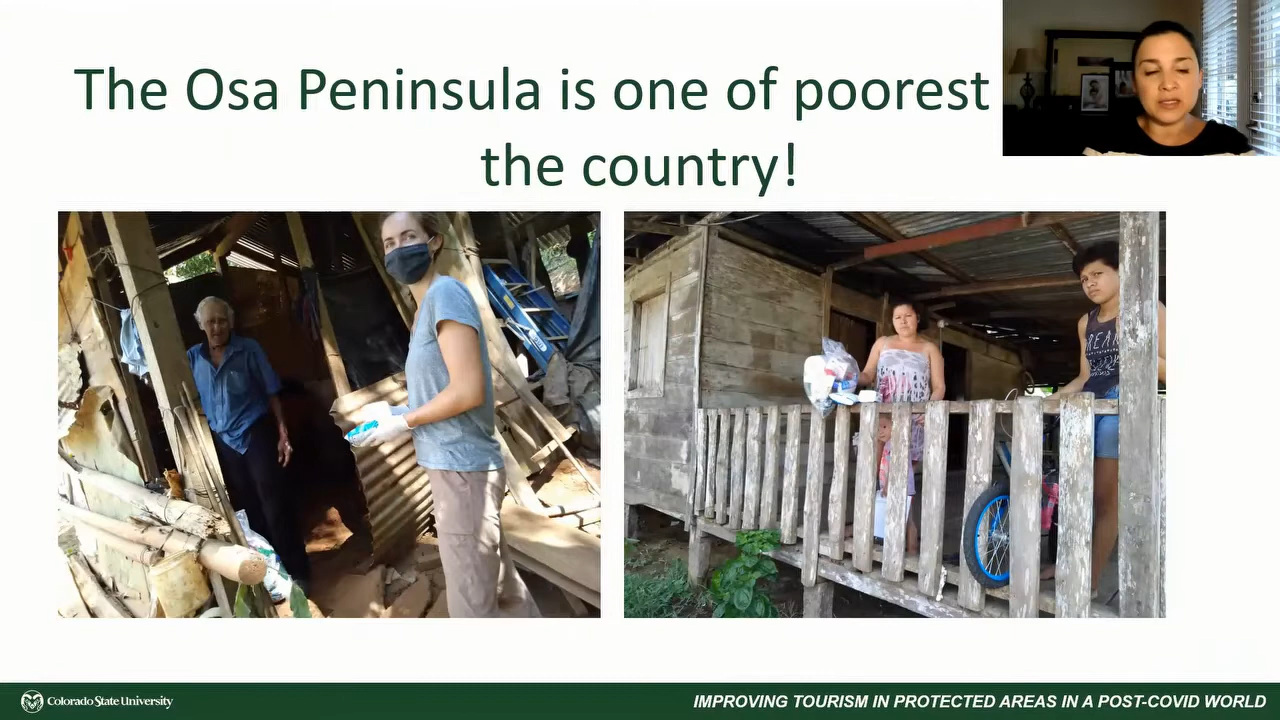 The Osa Peninsula is one of poorest
the country!
Colorado State University
IMPROVING TOURISM IN PROTECTED AREAS IN A POST-COVID WORLD